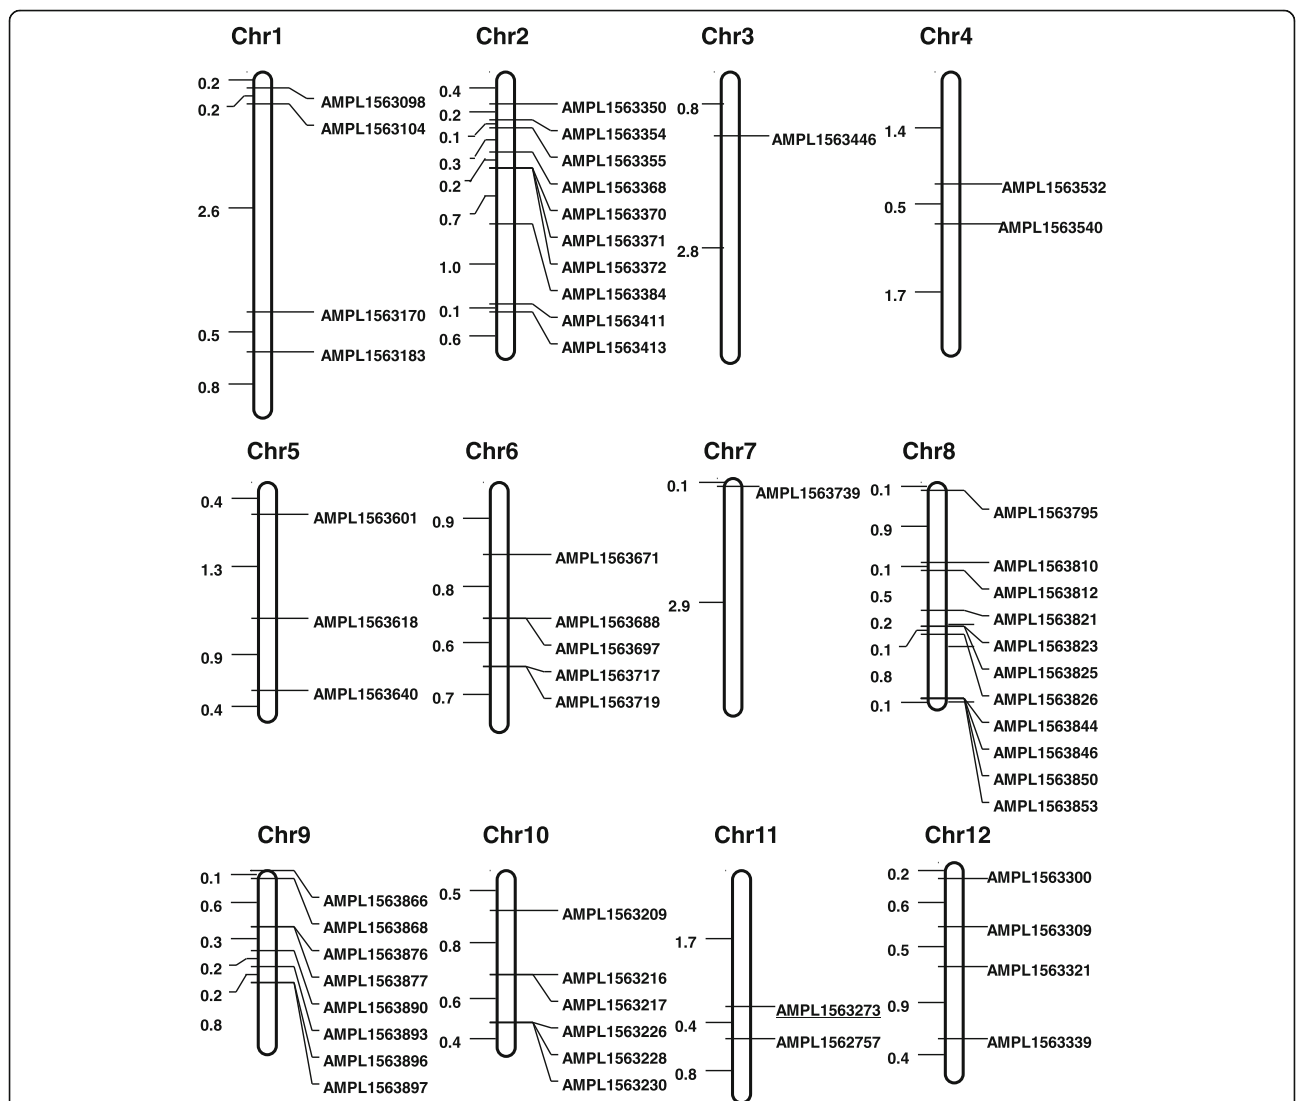 Chr1
0.2
0.2
2.6
0.5
0.8
AMPL1563098
AMPL1563104
AMPL1563170
AMPL1563183
Chr2
0.4
0.2
0.1
0.3
0.2
0.7
1.0
0.1
0.6
AMPL1563350
AMPL1563354
AMPL1563355
AMPL1563368
AMPL1563370
AMPL1563371
AMPL1563372
AMPL1563384
AMPL1563411
AMPL1563413
Chr3
0.8
2.8
AMPL1563446
Chr4
1.4
0.5
1.7
AMPL1563532
AMPL1563540
Chr5
0.4
1.3
0.9
0.4
AMPL1563601
AMPL1563618
AMPL1563640
Chr6
0.9
0.8
0.6
0.7
AMPL1563671
AMPL1563688
AMPL1563697
AMPL1563717
AMPL1563719
Chr7
0.1
2.9
AMPL1563739
Chr8
0.1
0.9
0.1
0.5
0.2
0.1
0.8
0.1
AMPL1563795
AMPL1563810
AMPL1563812
AMPL1563821
AMPL1563823
AMPL1563825
AMPL1563826
AMPL1563844
AMPL1563846
AMPL1563850
AMPL1563853
Chr9
0.1
0.6
0.3
0.2
0.2
0.8
AMPL1563866
AMPL1563868
AMPL1563876
AMPL1563877
AMPL1563890
AMPL1563893
AMPL1563896
AMPL1563897
Chr10
0.5
0.8
0.6
0.4
AMPL1563209
AMPL1563216
AMPL1563217
AMPL1563226
AMPL1563228
AMPL1563230
Chr11
1.7
0.4
0.8
AMPL1563273
AMPL1562757
Chr12
0.2
0.6
0.5
0.9
0.4
AMPL1563300
AMPL1563309
AMPL1563321
AMPL1563339